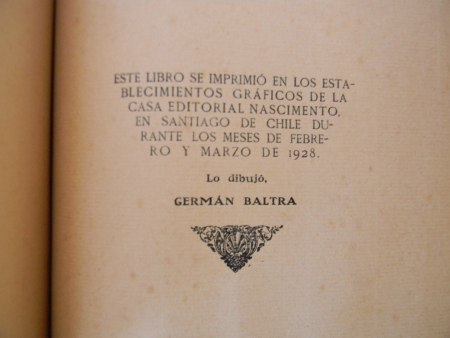 ESTE LIBRO SE IMPRIMIÓ EN LOS ESTA-
BLECIMIENTOS GRÁFICOS DE LA
CASA EDITORIAL NASCIMENTO,
EN SANTIAGO DE CHILE DU-
RANTE LOS MESES DE FEBRE-
RO Y MARZO DE 1928.
Lo dibujó,
GERMÁN BALTRA